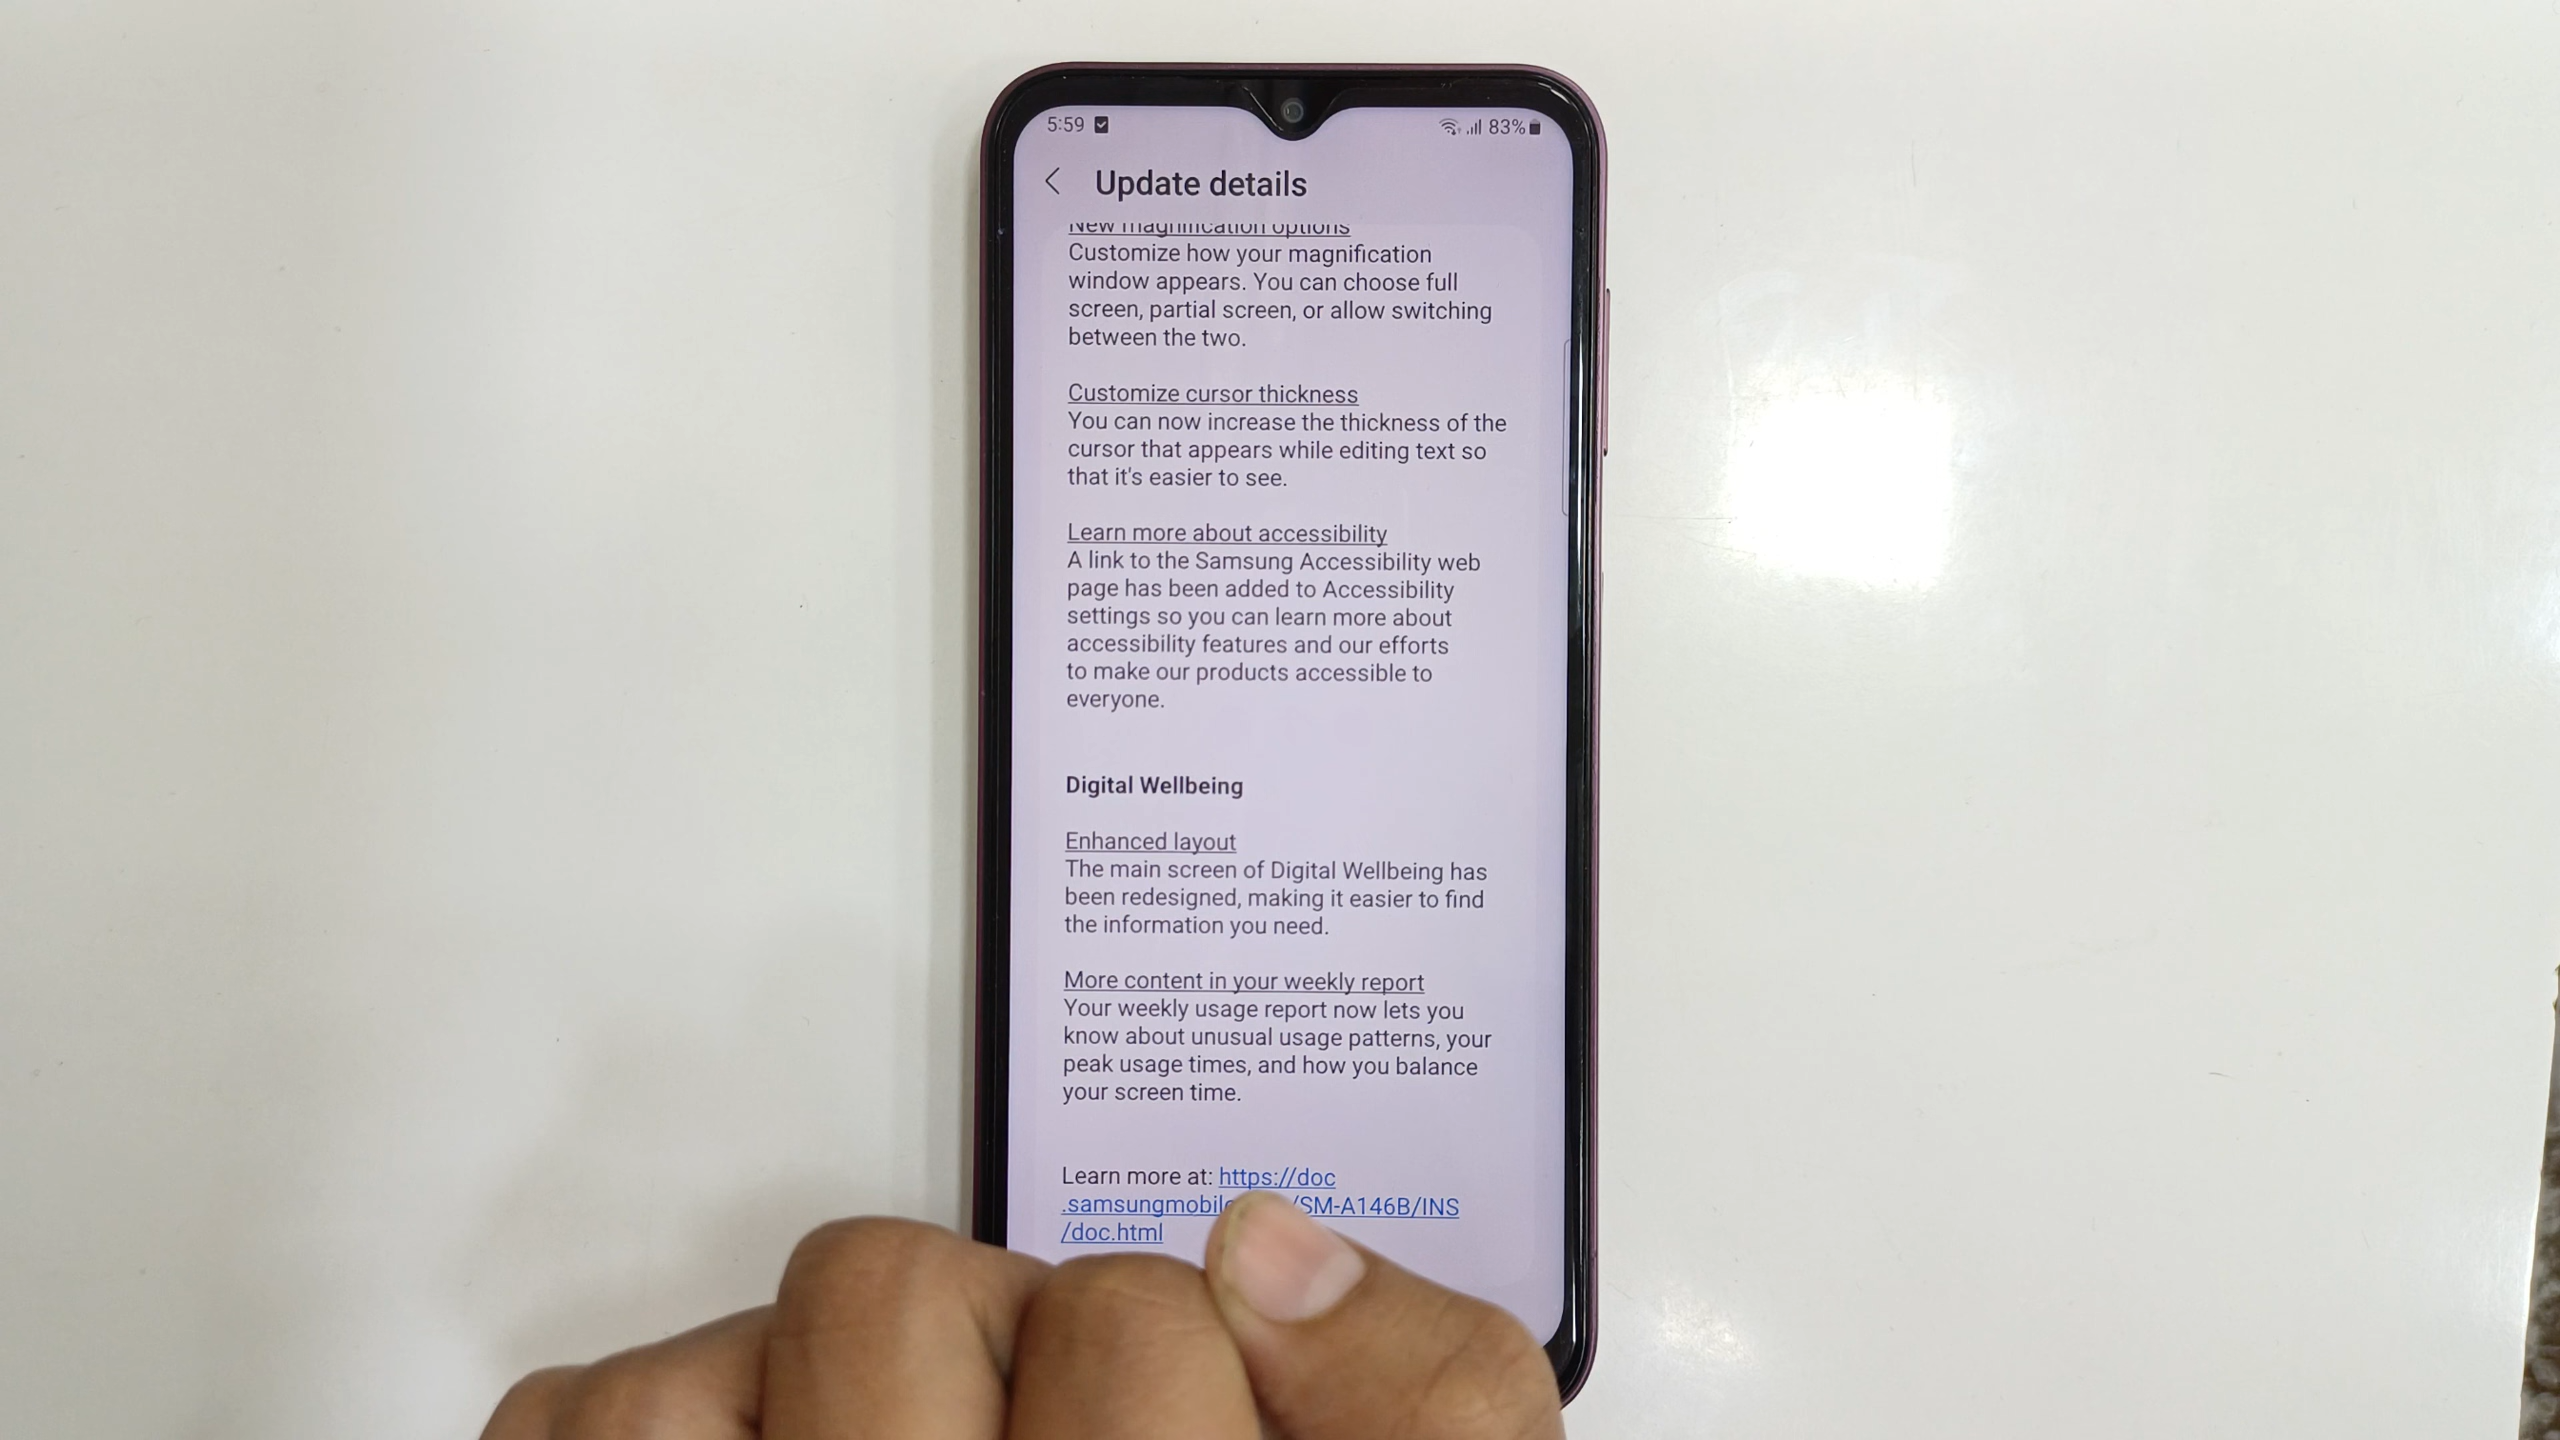 5:59
83%
Update details
New magnification options
Customize how your magnification
window appears. You can choose full
screen, partial screen, or allow switching
between the two.
Customize cursor thickness
You can now increase the thickness of the
cursor that appears while editing text so
that it's easier to see.
Learn more about accessibility
A link to the Samsung Accessibility web
page has been added to Accessibility
settings so you can learn more about
accessibility features and our efforts
to make our products accessible to
everyone.
Digital Wellbeing
Enhanced layout
The main screen of Digital Wellbeing has
been redesigned, making it easier to find
the information you need.
More content in your weekly report
Your weekly usage report now lets you
know about unusual usage patterns, your
peak usage times, and how you balance
your screen time.
Learn more at: https://doc
.samsungmobile /SM-A146B/INS
/doc.html